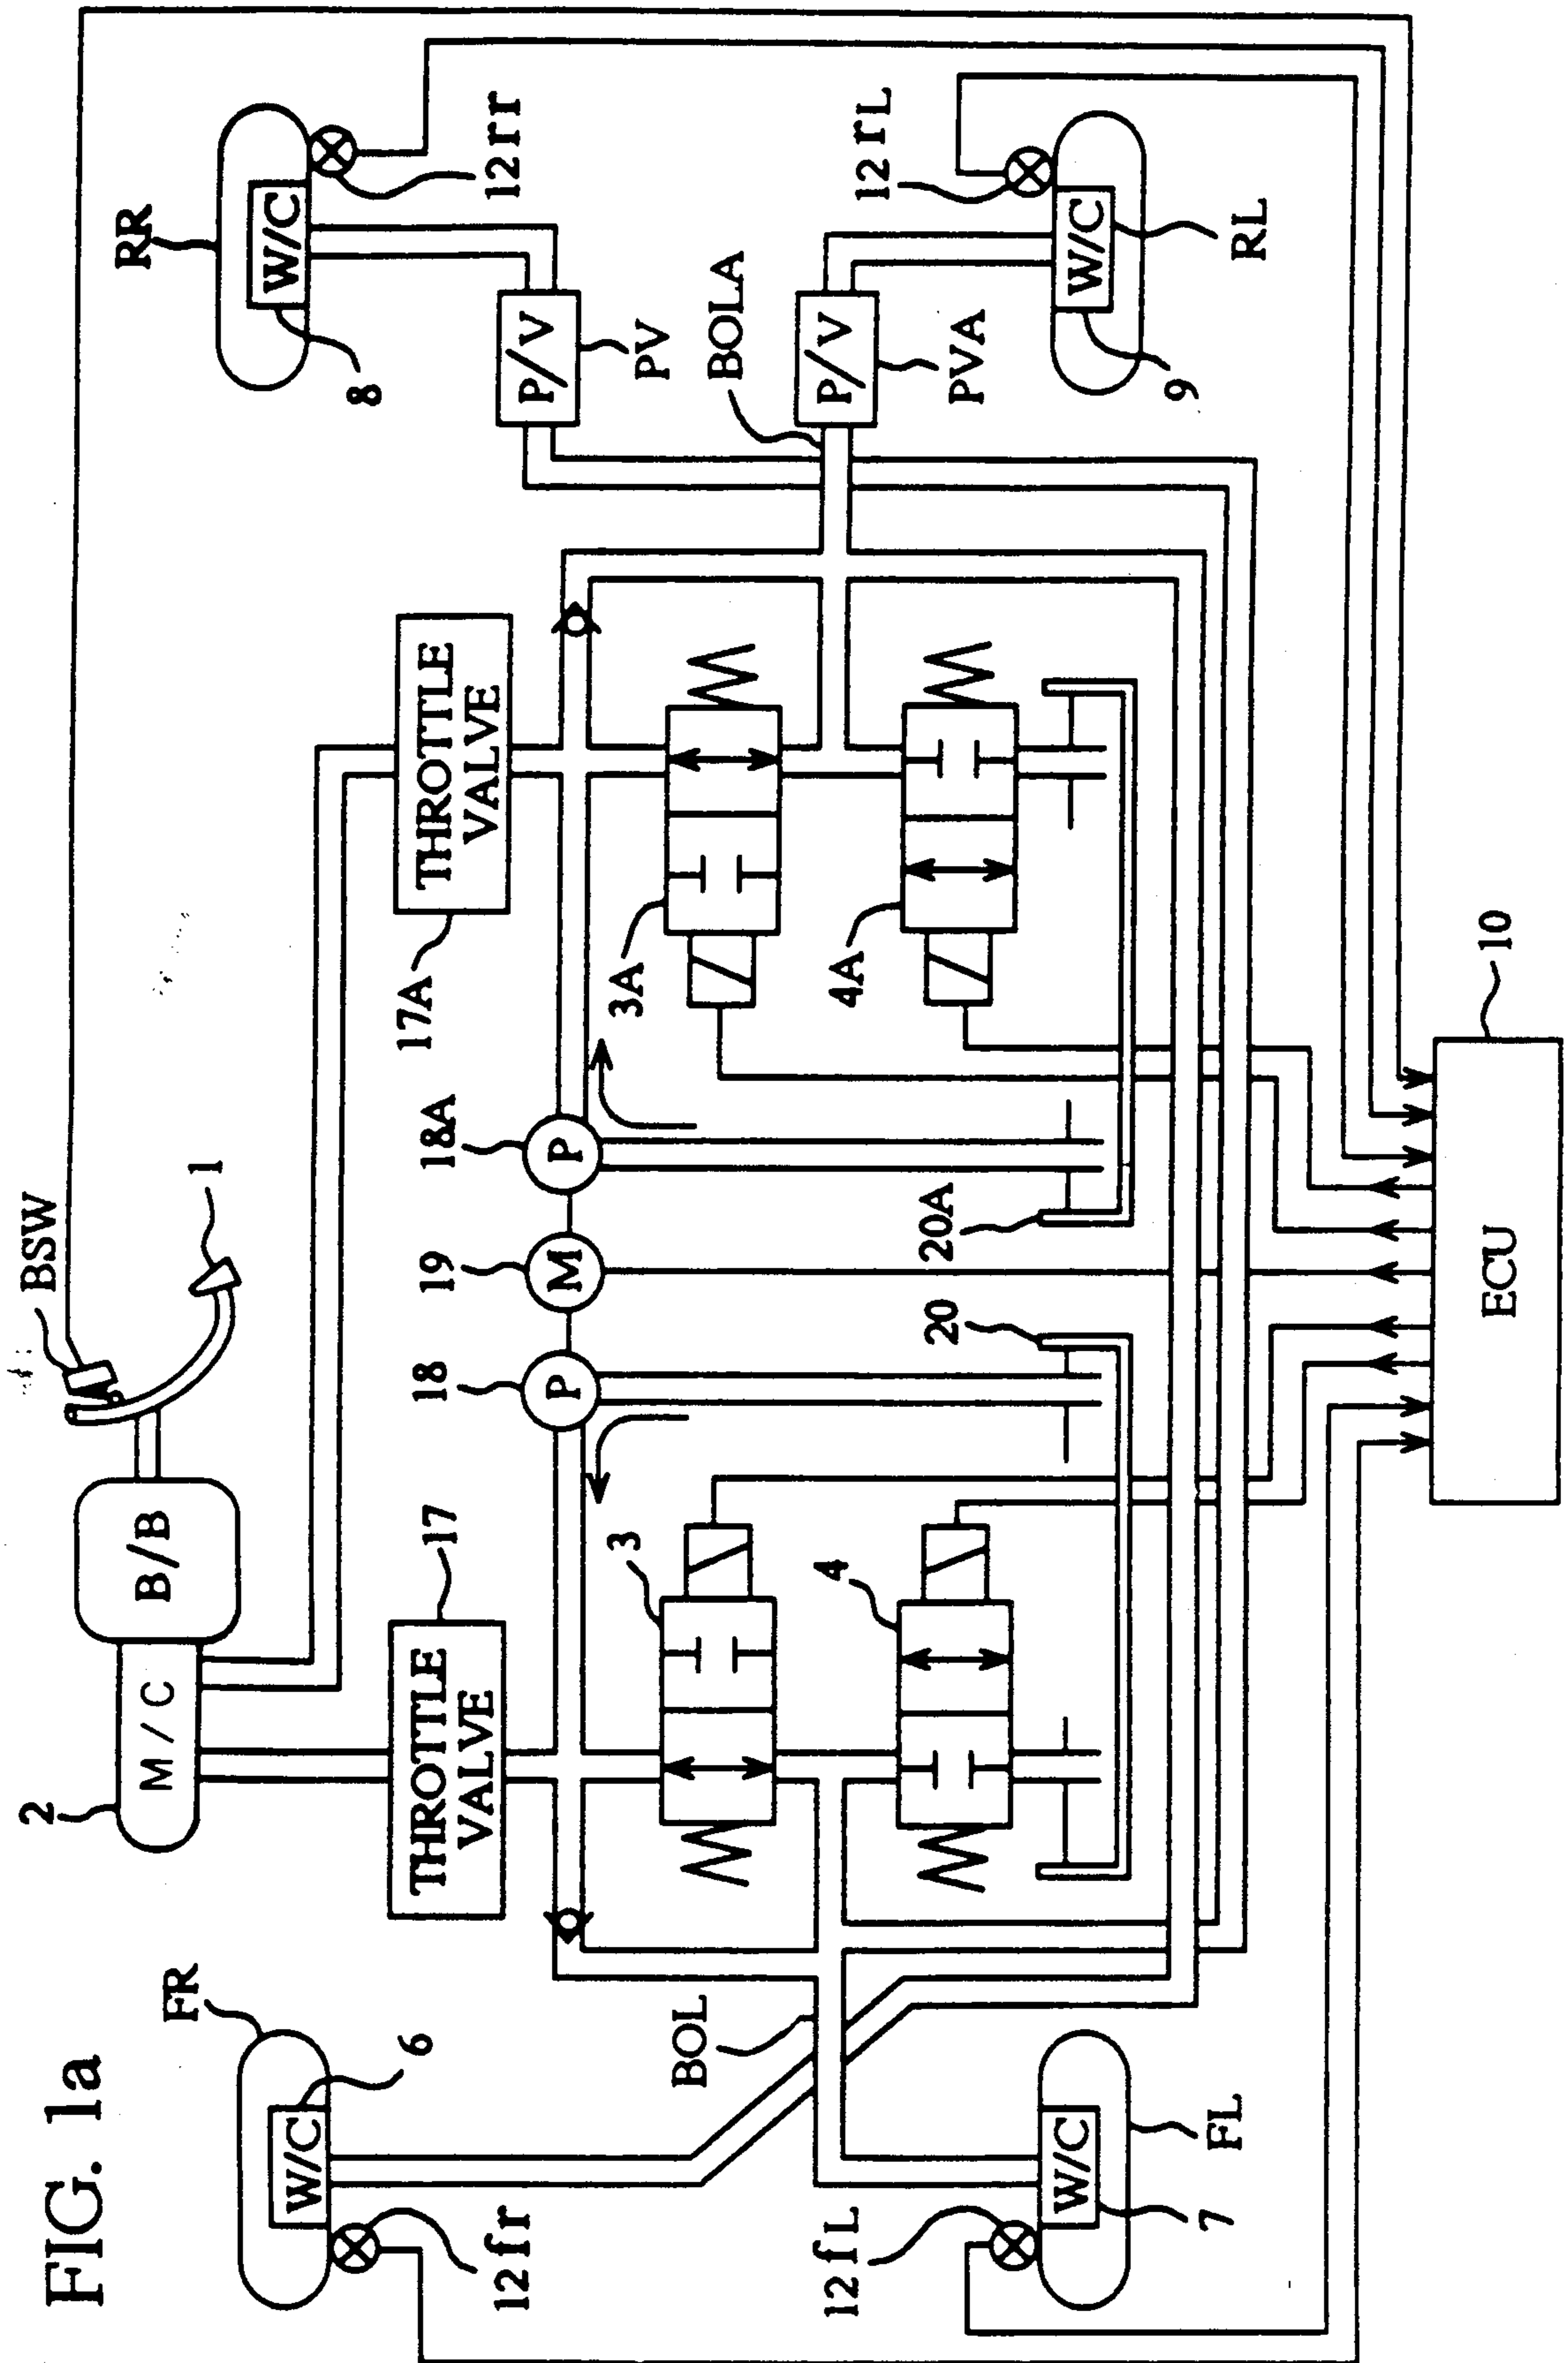 FIG. 1a
FR
6
W/C
12fr
12fL
W/C
7
FL
BOL
2
M/C
B/B
BSW
1
THROTTLE
VALVE
17
THROTTLE
VALVE
17A
18
P
19
M
18A
P
3
4
3A
4A
20
20A
ECU
10
RR
W/C
8
12rr
P/V
PV
BOLA
P/V
PVA
12rL
W/C
9
RL